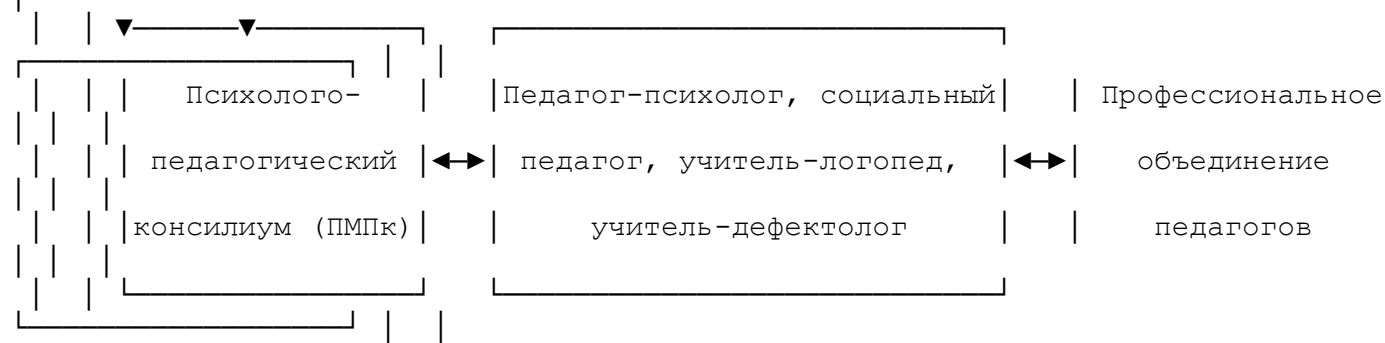 Психолого- Педагог-психолог, социальный Профессиональное
педагогический педагог, учитель-логопед, объединение
консилиум (ПМПк) учитель-дефектолог педагогов